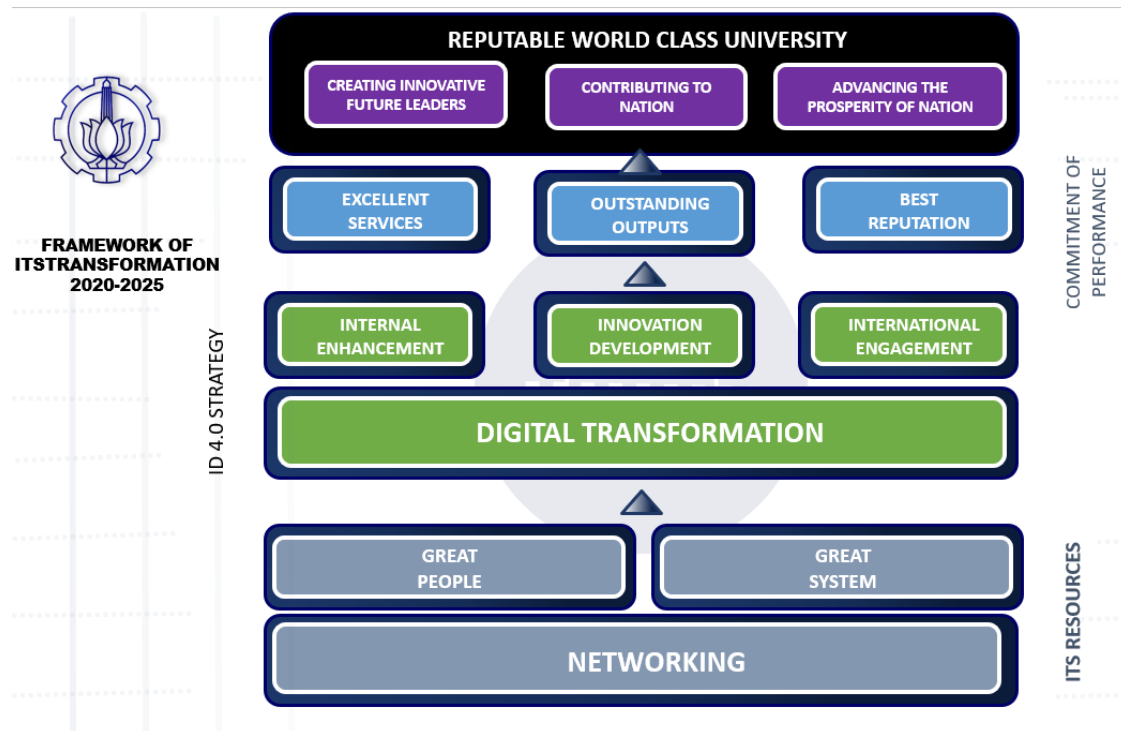 REPUTABLE WORLD CLASS UNIVERSITY
CREATING INNOVATIVE
FUTURE LEADERS
CONTRIBUTING TO
NATION
ADVANCING THE
PROSPERITY OF NATION
EXCELLENT
SERVICES
OUTSTANDING
OUTPUTS
BEST
REPUTATION
COMMITMENT OF
PERFORMANCE
FRAMEWORK OF
ITSTRANSFORMATION
2020-2025
INTERNAL
ENHANCEMENT
INNOVATION
DEVELOPMENT
INTERNATIONAL
ENGAGEMENT
ID 4.0 STRATEGY
DIGITAL TRANSFORMATION
GREAT
PEOPLE
GREAT
SYSTEM
ITS RESOURCES
NETWORKING